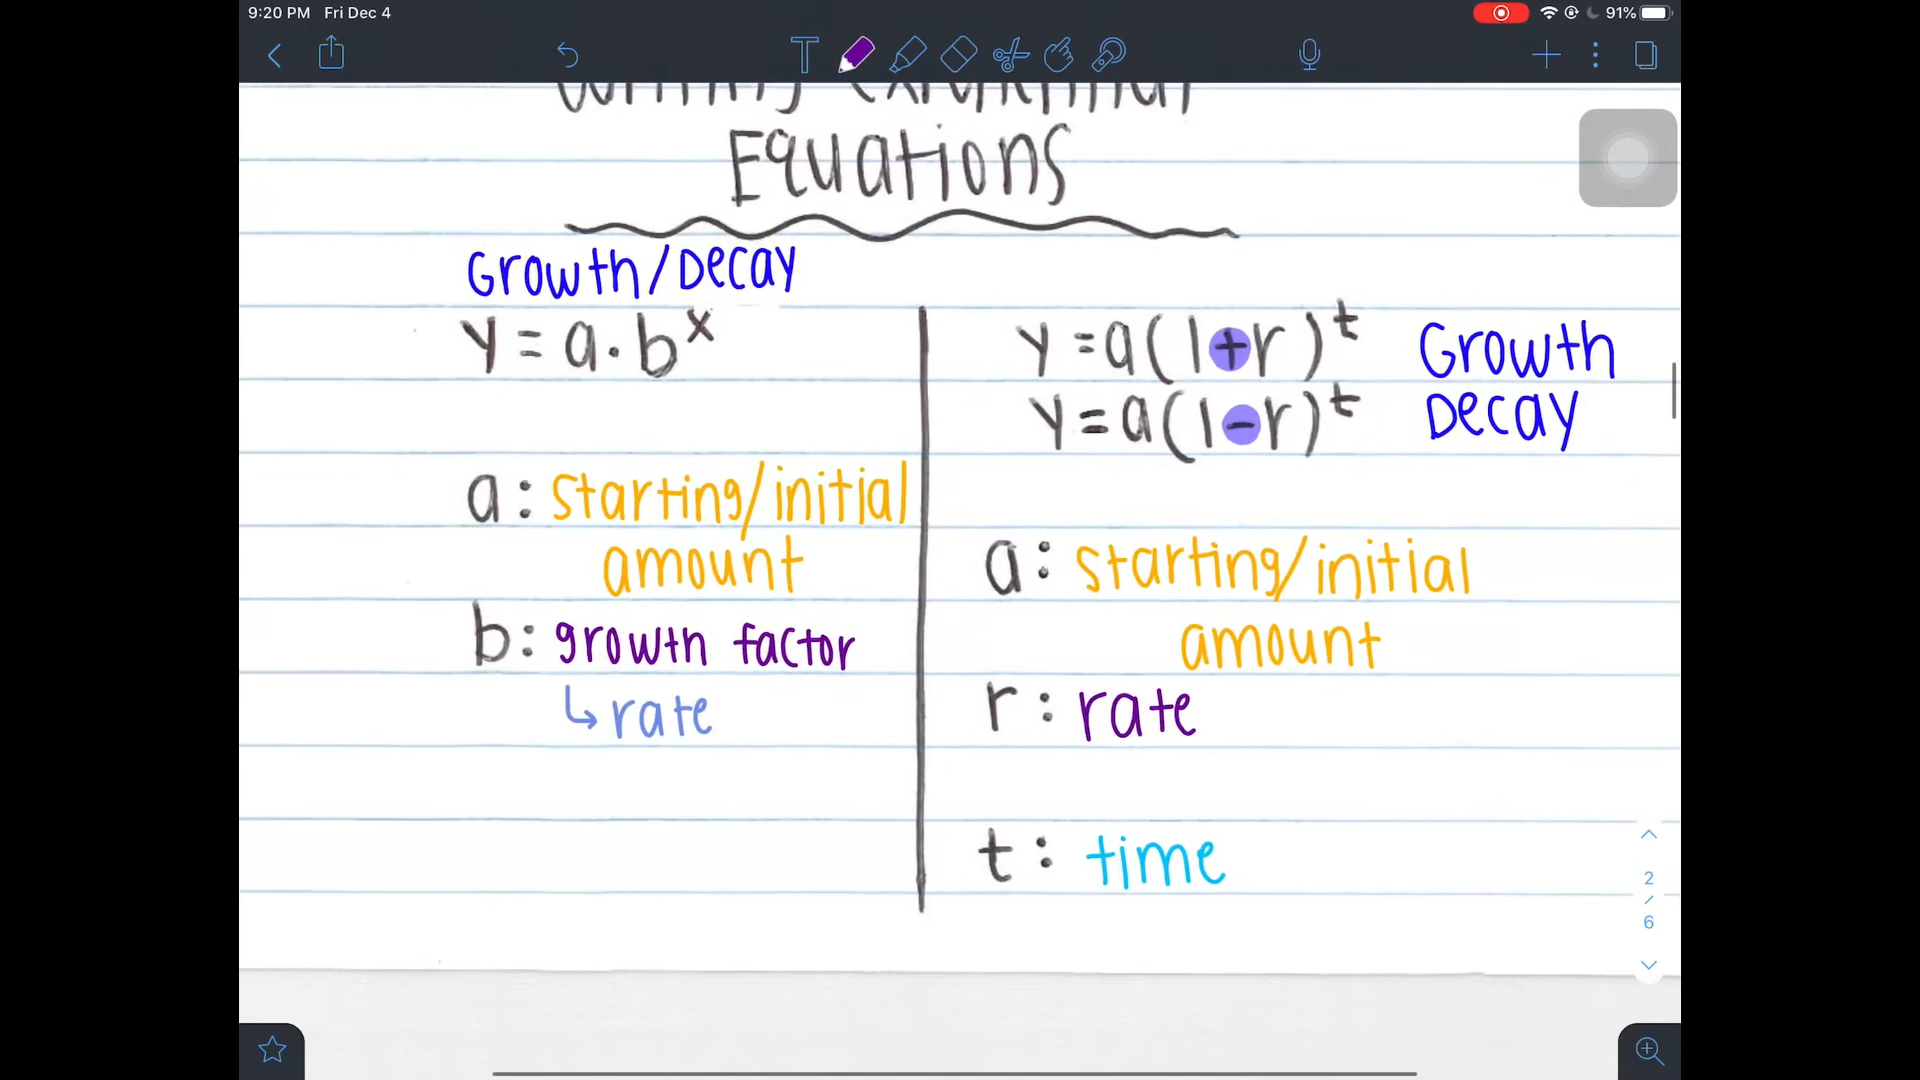 9:20 PM Fri Dec 4
91%
T
Equations
Growth/Decay
y = a·bˣ
a: starting/initial
amount
b: growth factor
↳ rate
y = a(1+r)ᵗ Growth
y = a(1-r)ᵗ Decay
a: starting/initial
amount
r: rate
t: time
2
/
6